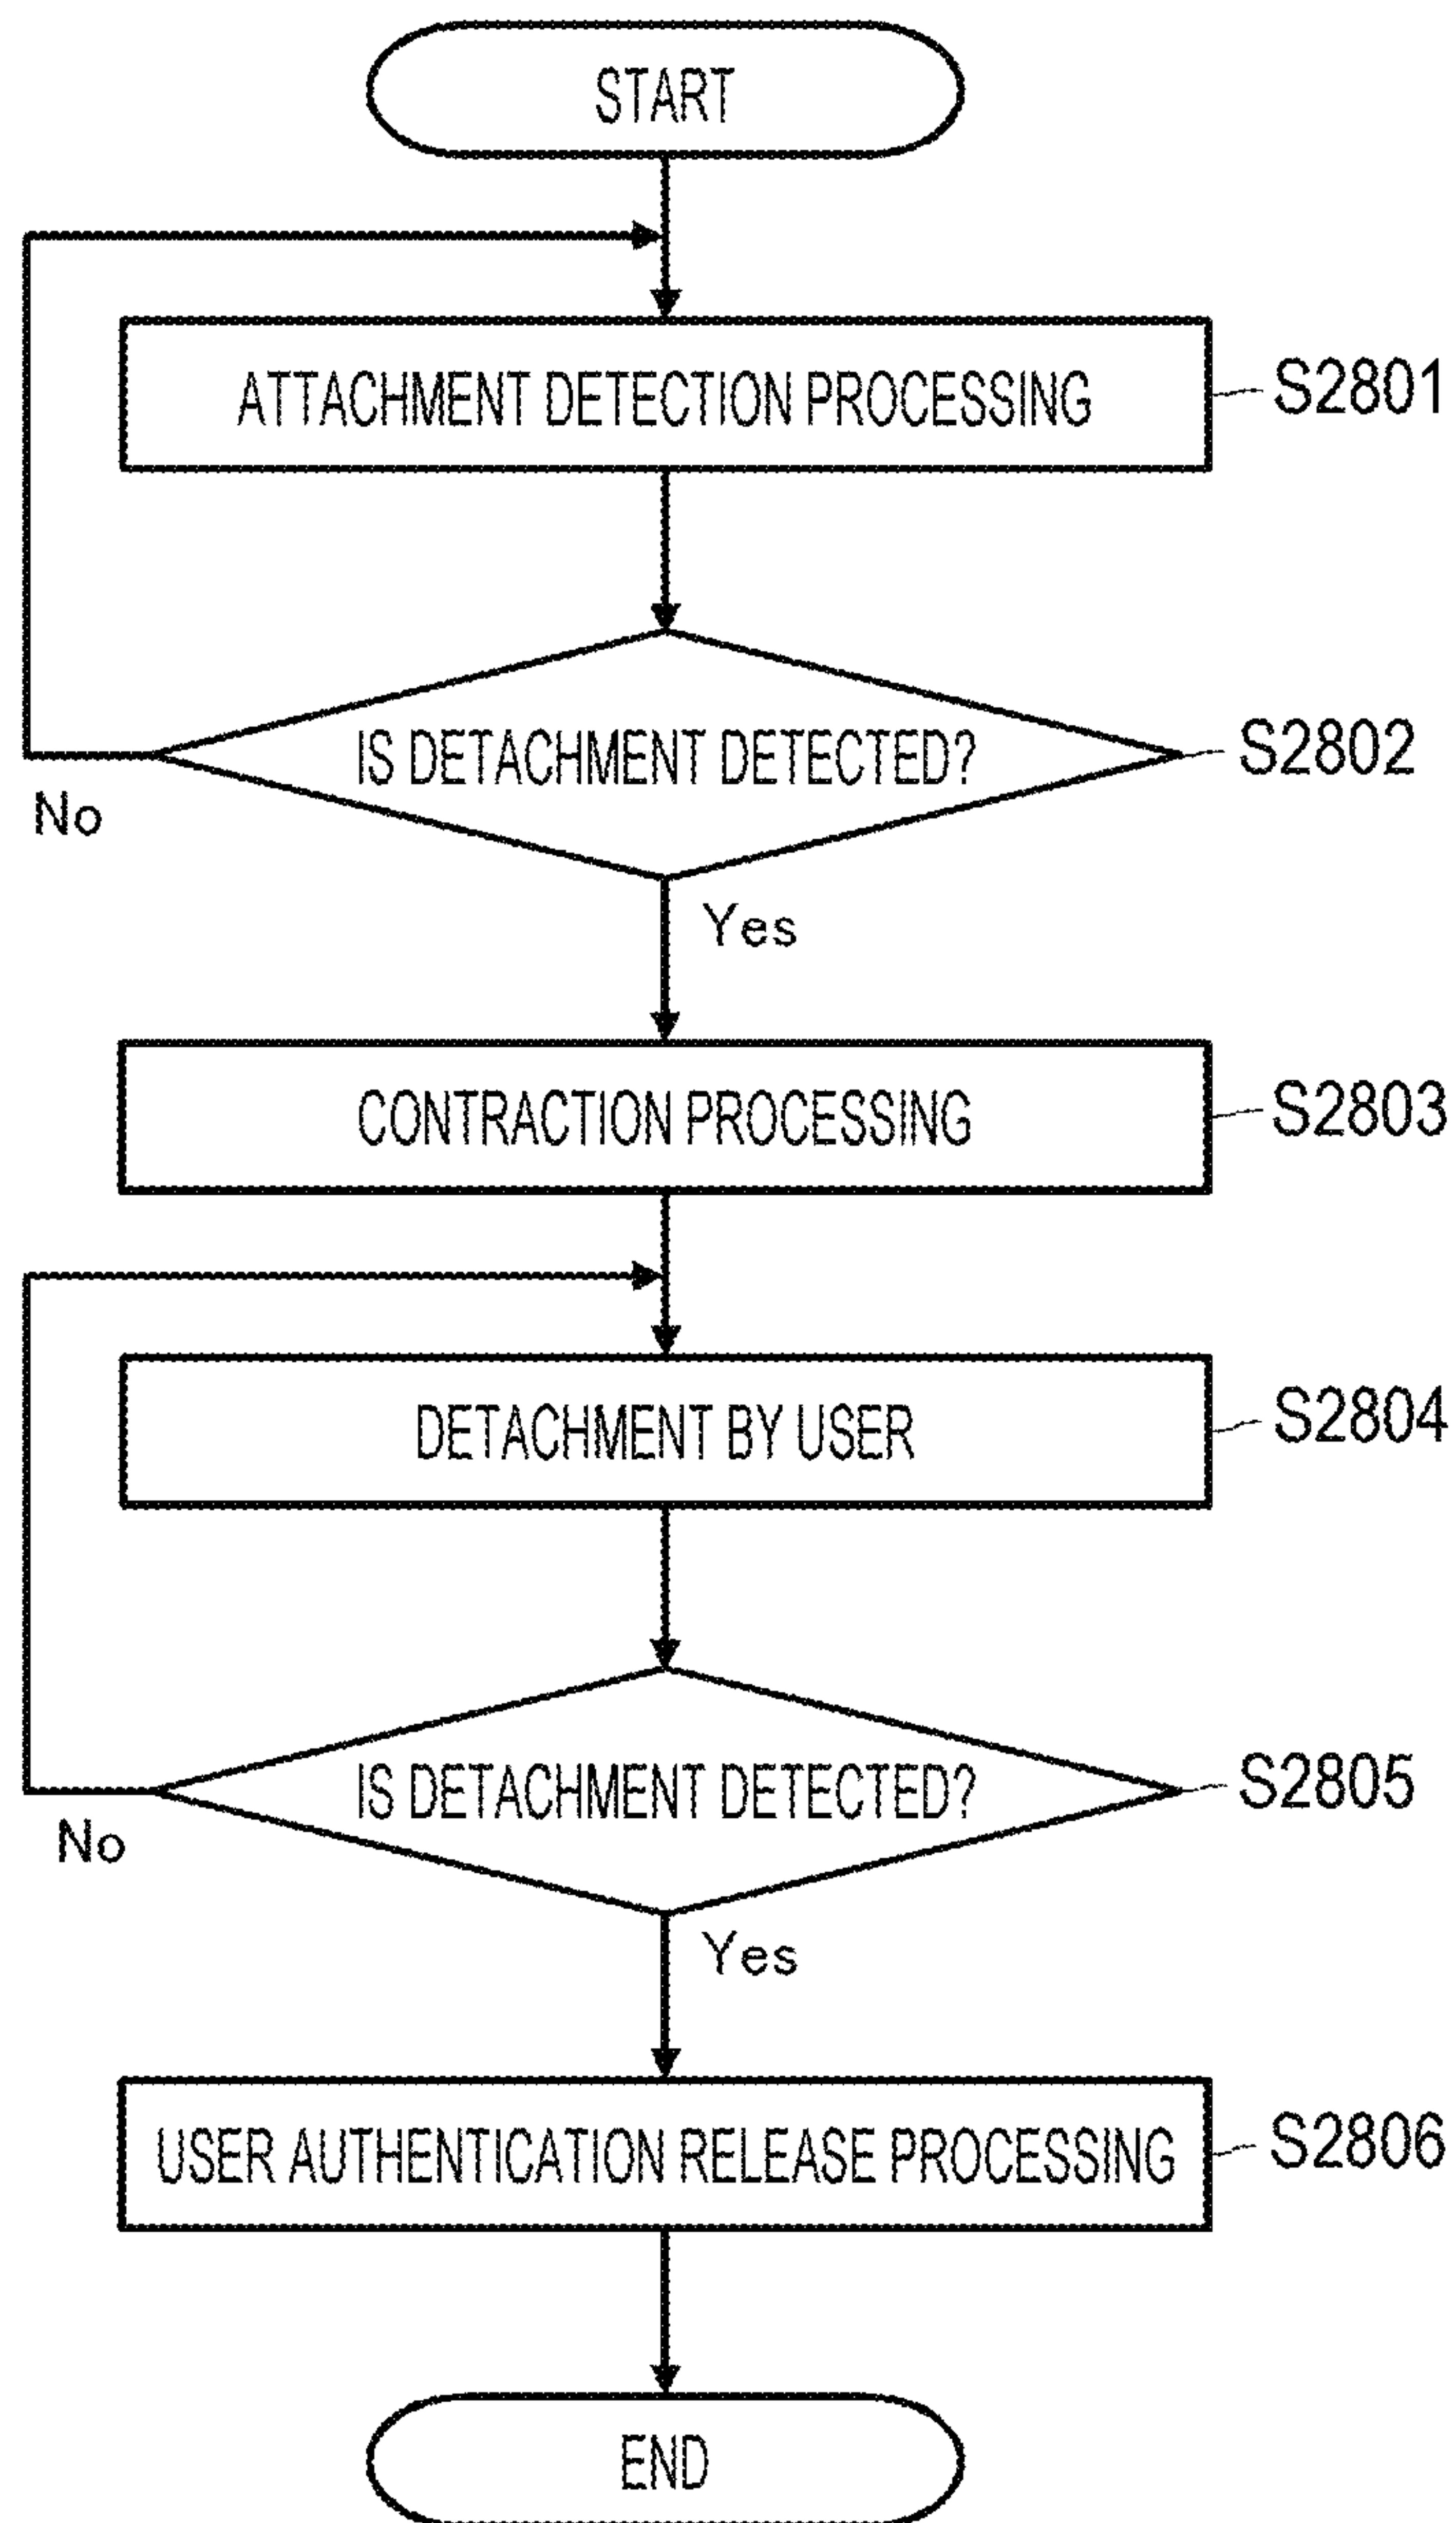 START
ATTACHMENT DETECTION PROCESSING S2801
IS DETACHMENT DETECTED? S2802
No
Yes
CONTRACTION PROCESSING S2803
DETACHMENT BY USER S2804
IS DETACHMENT DETECTED? S2805
No
Yes
USER AUTHENTICATION RELEASE PROCESSING S2806
END